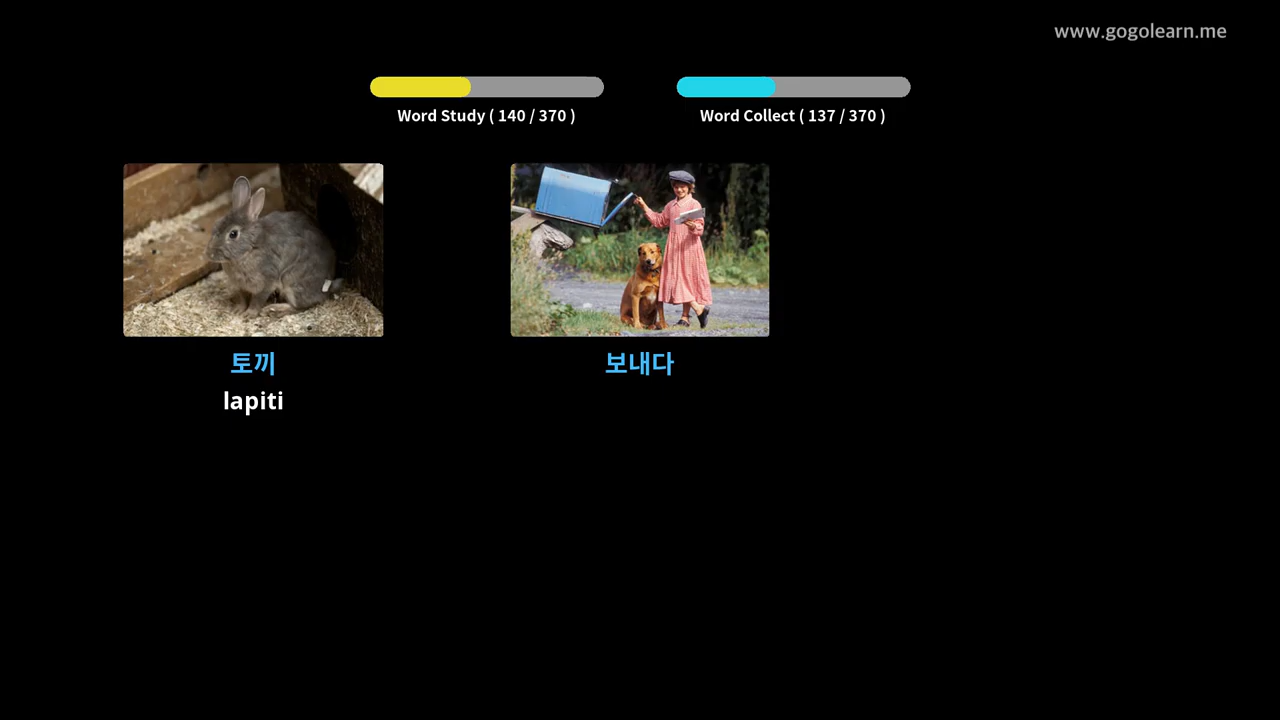 www.gogolearn.me
Word Study ( 140 / 370 )
Word Collect ( 137 / 370 )
토끼
lapiti
보내다